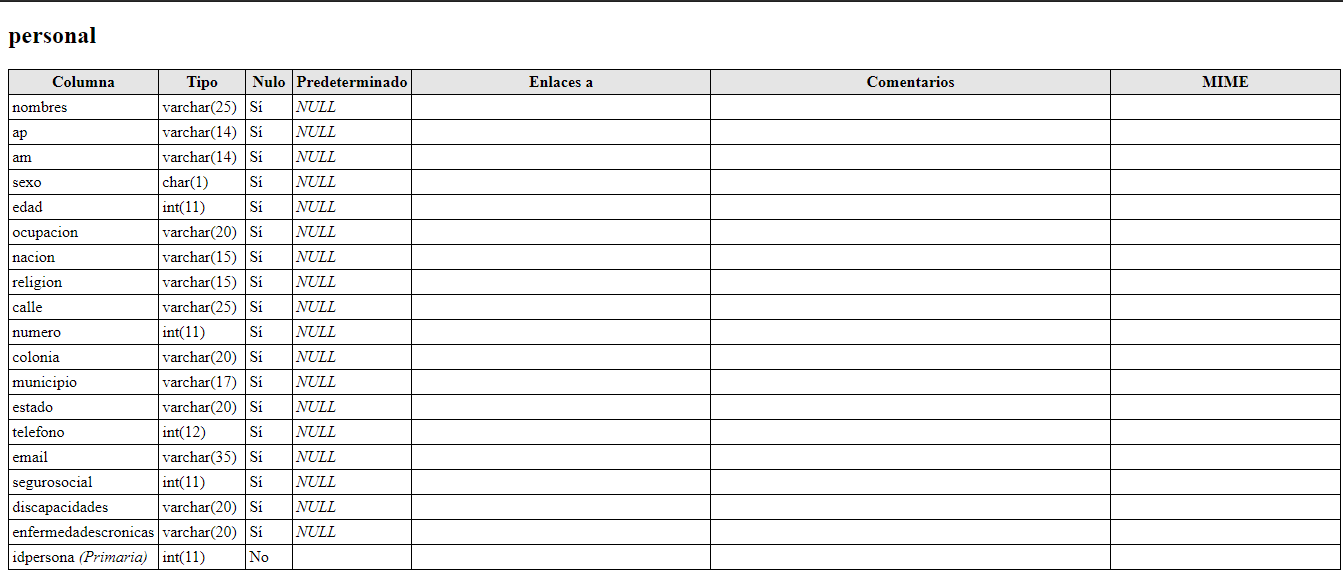 personal
Columna Tipo Nulo Predeterminado Enlaces a Comentarios MIME
nombres varchar(25) Sí NULL
ap varchar(14) Sí NULL
am varchar(14) Sí NULL
sexo char(1) Sí NULL
edad int(11) Sí NULL
ocupacion varchar(20) Sí NULL
nacion varchar(15) Sí NULL
religion varchar(15) Sí NULL
calle varchar(25) Sí NULL
numero int(11) Sí NULL
colonia varchar(20) Sí NULL
municipio varchar(17) Sí NULL
estado varchar(20) Sí NULL
telefono int(12) Sí NULL
email varchar(35) Sí NULL
segurosocial int(11) Sí NULL
discapacidades varchar(20) Sí NULL
enfermedadescronicas varchar(20) Sí NULL
idpersona (Primaria) int(11) No